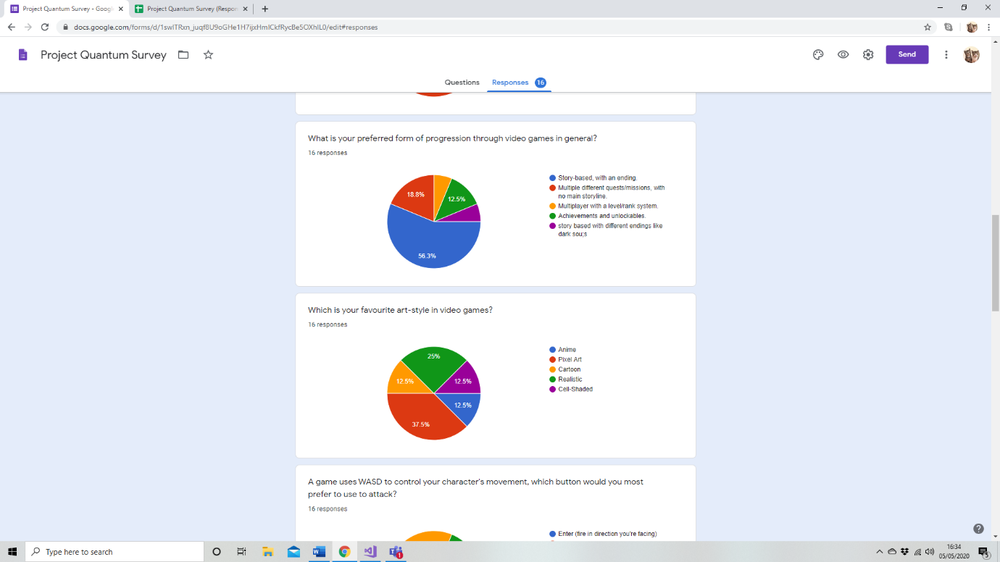 Project Quantum Survey - Googl
Project Quantum Survey (Respon
docs.google.com/forms/d/1swITRxn_juqf8U9oGHe1H7ijxHmICkfRycBe5OXhIL0/edit#responses
Project Quantum Survey
Send
Questions
Responses 16
What is your preferred form of progression through video games in general?
16 responses
18.8%
12.5%
56.3%
Story-based, with an ending.
Multiple different quests/missions, with
no main storyline.
Multiplayer with a level/rank system.
Achievements and unlockables.
story based with different endings like
dark sou;s
Which is your favourite art-style in video games?
16 responses
25%
12.5%
12.5%
12.5%
37.5%
Anime
Pixel Art
Cartoon
Realistic
Cell-Shaded
A game uses WASD to control your character's movement, which button would you most
prefer to use to attack?
16 responses
Enter (fire in direction you're facing)
Type here to search
16:34
05/05/2020